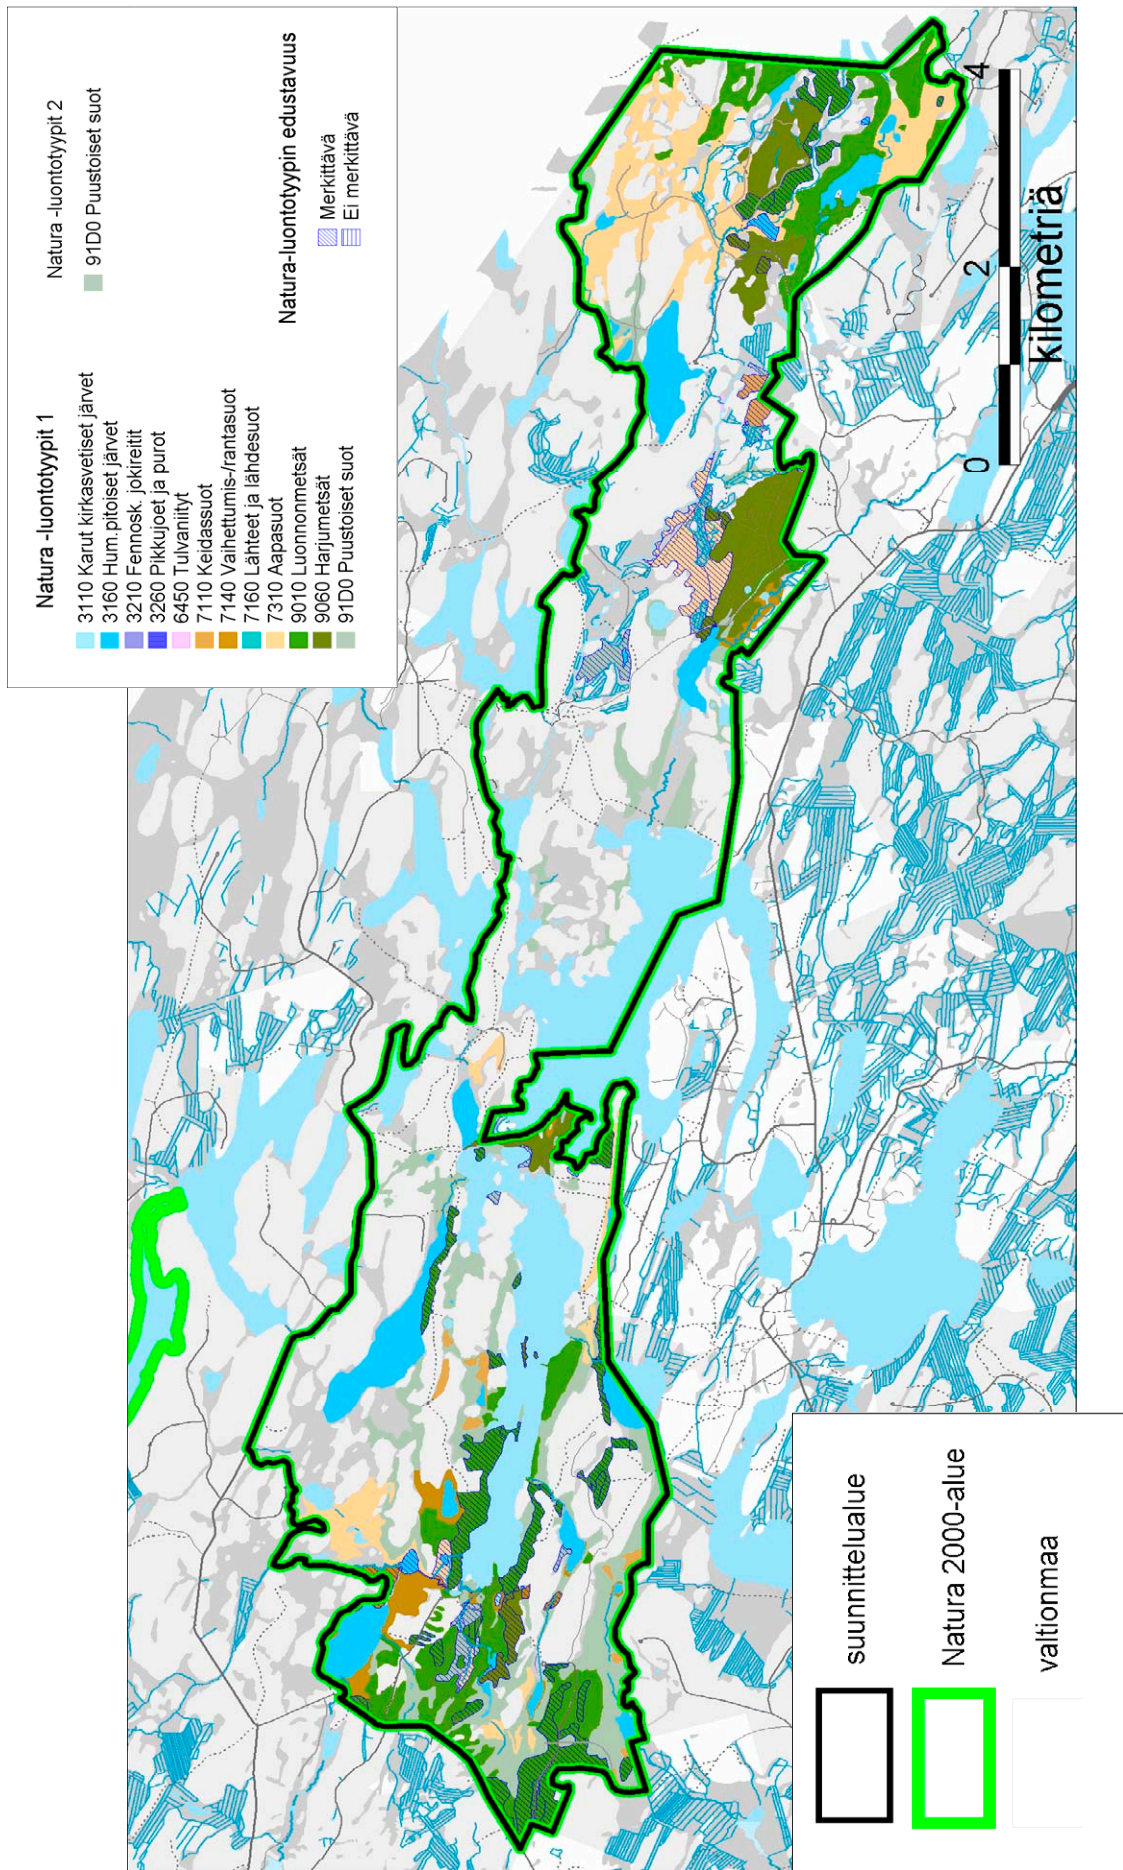 Natura -luontotyypit 1
3110 Karut kirkasvetiset järvet
3160 Hum.pitoiset järvet
3210 Fennosk. jokireitit
3260 Pikkujoet ja purot
6450 Tulvaniityt
7110 Keidassuot
7140 Vaihettumis-/rantasuot
7160 Lähteet ja lähdesuot
7310 Aapasuot
9010 Luonnonmetsät
9060 Harjumetsät
91D0 Puustoiset suot
Natura -luontotyypit 2
91D0 Puustoiset suot
Natura-luontotyypin edustavuus
Merkittävä
Ei merkittävä
0 2 4
kilometriä
suunnittelualue
Natura 2000-alue
valtionmaa